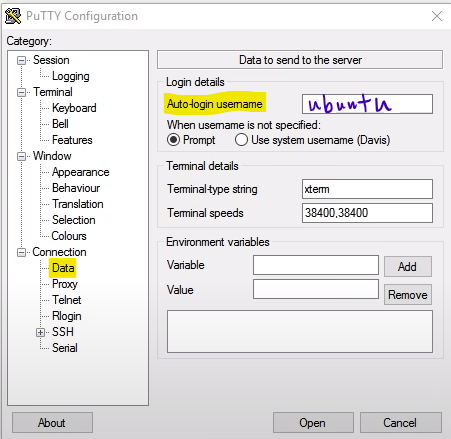 PuTTY Configuration
Category:
Session
Logging
Terminal
Keyboard
Bell
Features
Window
Appearance
Behaviour
Translation
Selection
Colours
Connection
Data
Proxy
Telnet
Rlogin
SSH
Serial
Data to send to the server
Login details
Auto-login username ubuntu
When username is not specified:
Prompt Use system username (Davis)
Terminal details
Terminal-type string xterm
Terminal speeds 38400,38400
Environment variables
Variable Add
Value Remove
About Open Cancel